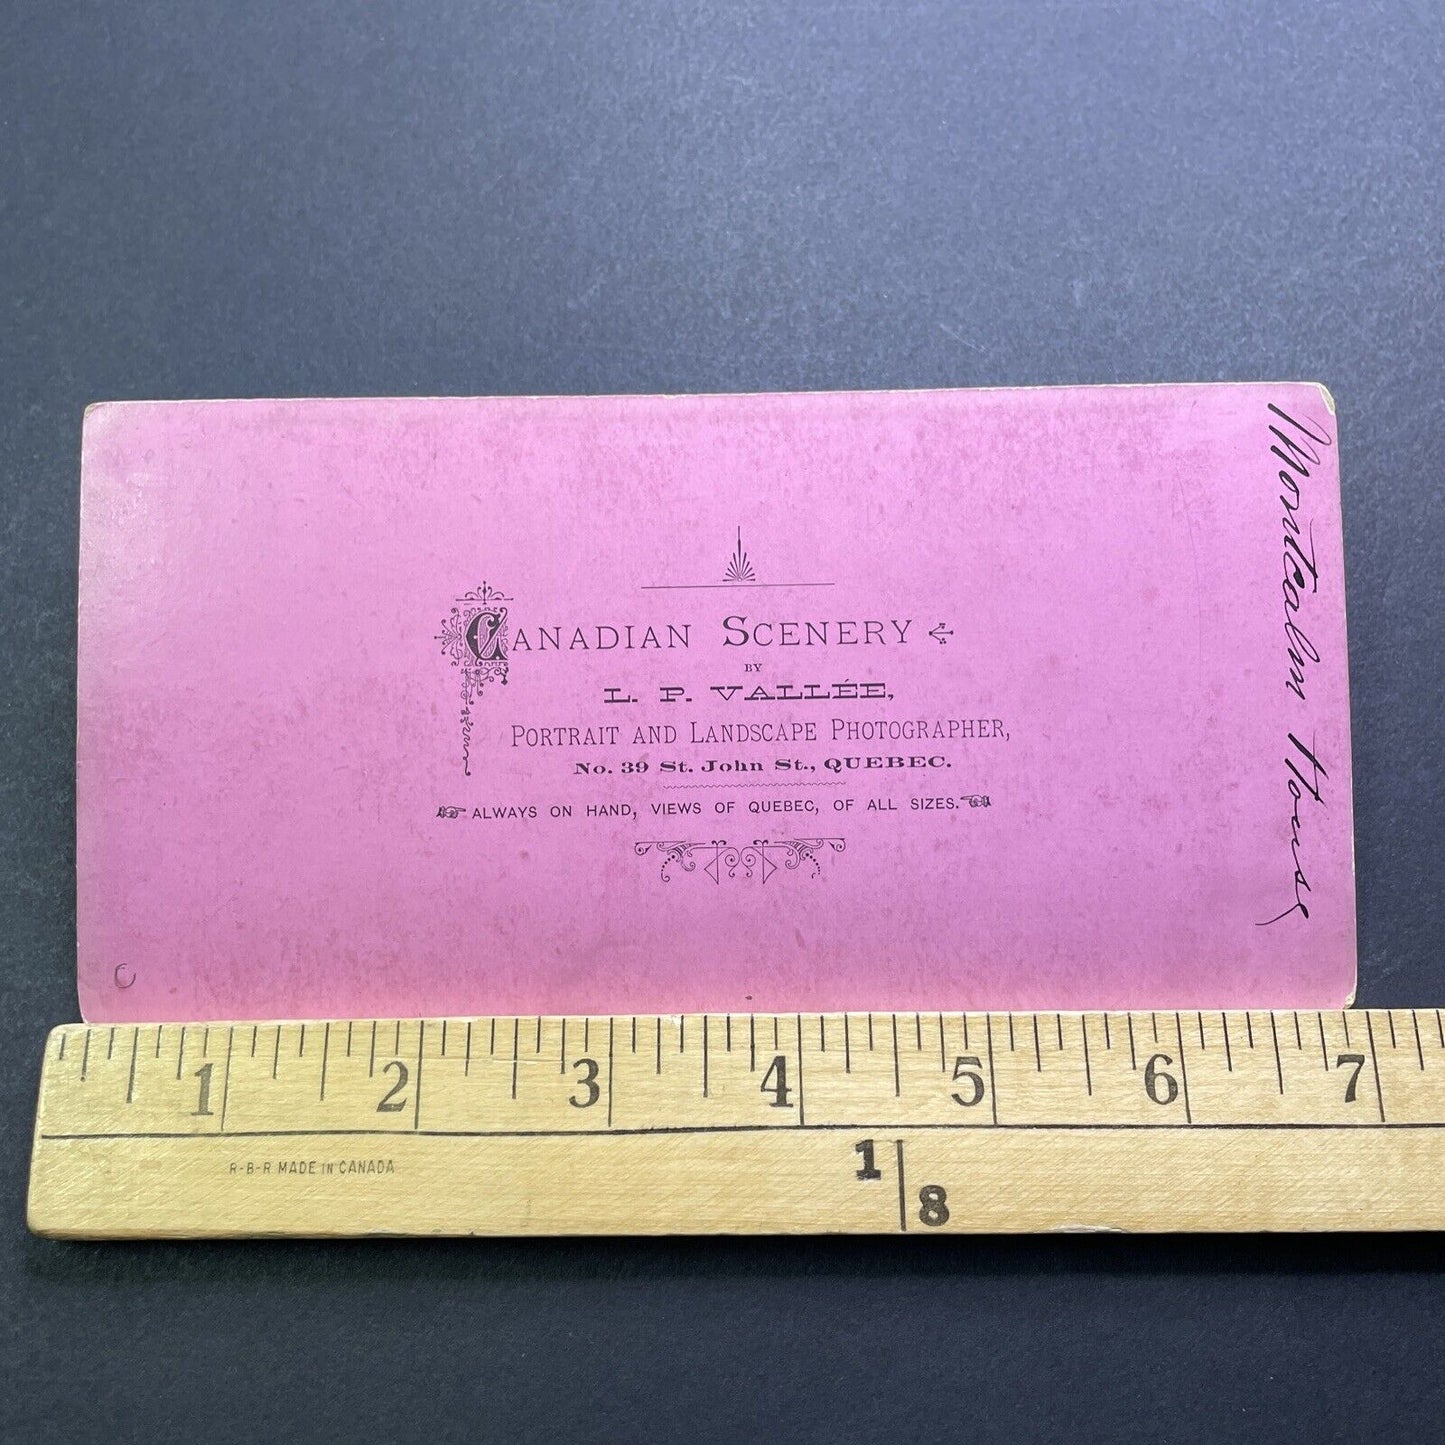 CANADIAN SCENERY
BY
L. P. VALLÉE,
PORTRAIT AND LANDSCAPE PHOTOGRAPHER,
No. 39 St. John St., QUEBEC.
ALWAYS ON HAND, VIEWS OF QUEBEC, OF ALL SIZES.
Montcalm House
C
1 2 3 4 5 6 7
R-B-R MADE IN CANADA
1 8